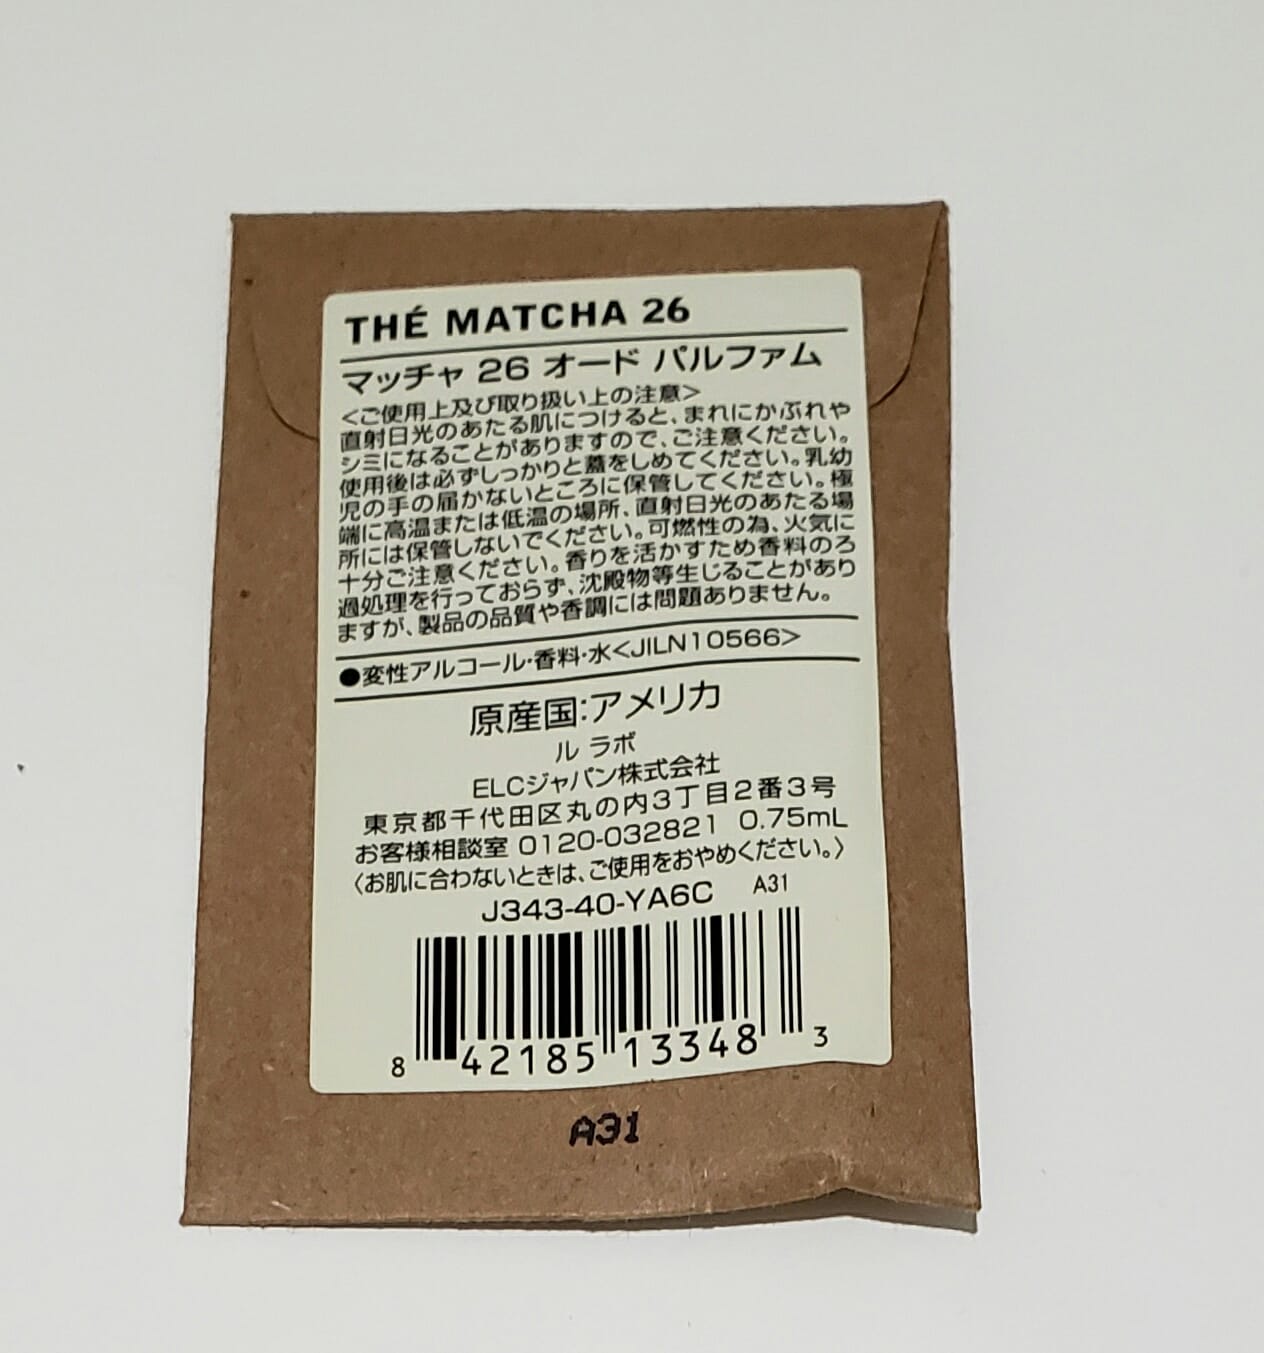 THÉ MATCHA 26
マッチャ 26 オード パルファム
<ご使用上及び取り扱い上の注意>
直射日光のあたる肌につけると、まれにかぶれや
シミになることがありますので、ご注意ください。
使用後は必ずしっかりと蓋をしめてください。乳幼
児の手の届かないところに保管してください。極
端に高温または低温の場所、直射日光のあたる場
所には保管しないでください。可燃性の為、火気に
十分ご注意ください。香りを活かすため香料のろ
過処理を行っておらず、沈殿物等生じることがあり
ますが、製品の品質や香調には問題ありません。
●変性アルコール・香料・水<JILN10566>
原産国:アメリカ
ル ラボ
ELCジャパン株式会社
東京都千代田区丸の内3丁目2番3号
お客様相談室 0120-032821 0.75mL
〈お肌に合わないときは、ご使用をおやめください。〉
J343-40-YA6C A31
8 42185 13348 3
A31